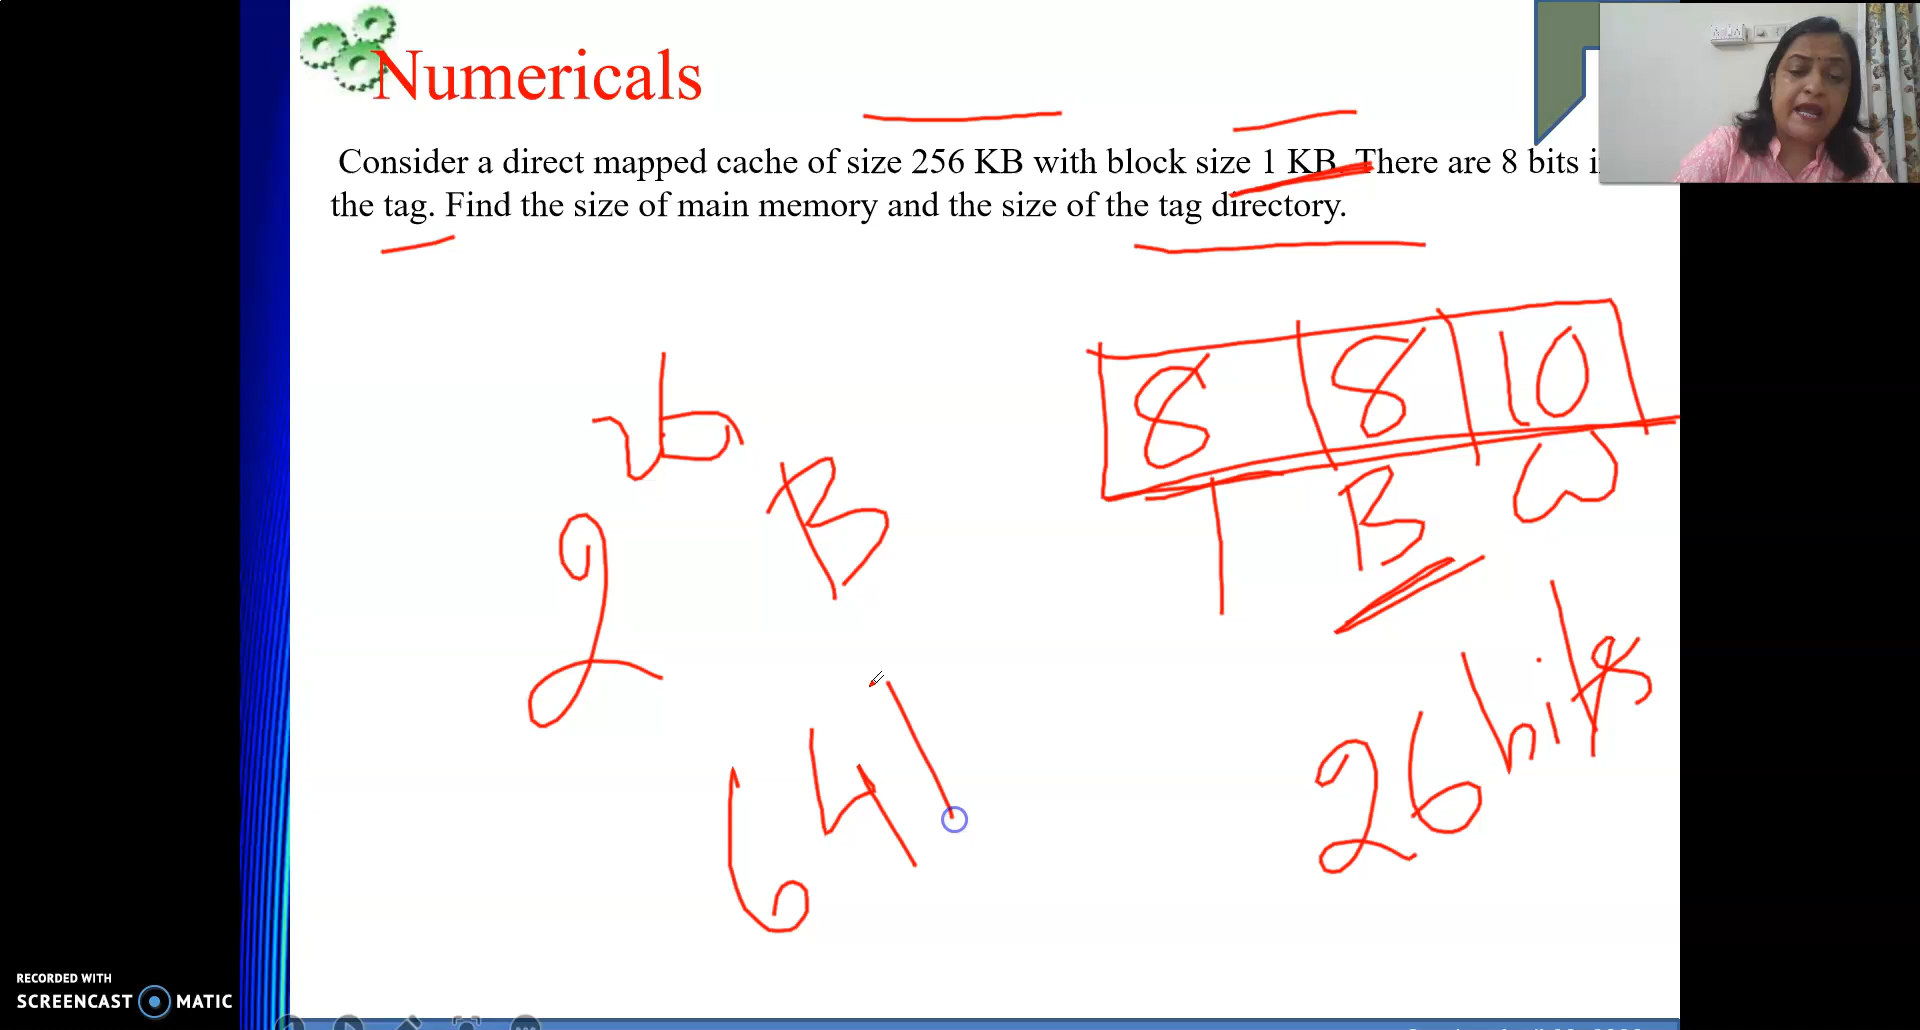 Numericals
Consider a direct mapped cache of size 256 KB with block size 1 KB. There are 8 bits
the tag. Find the size of main memory and the size of the tag directory.
8 8 10
T B W
26
2 B
26 bits
64
RECORDED WITH
SCREENCAST MATIC